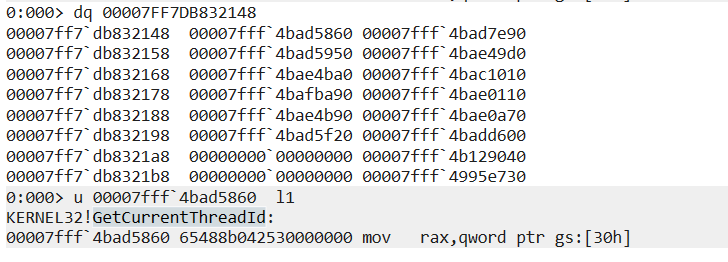 0:000> dq 00007FF7DB832148
00007ff7`db832148  00007fff`4bad5860 00007fff`4bad7e90
00007ff7`db832158  00007fff`4bad5950 00007fff`4bae49d0
00007ff7`db832168  00007fff`4bae4ba0 00007fff`4bac1010
00007ff7`db832178  00007fff`4bafba90 00007fff`4bae0110
00007ff7`db832188  00007fff`4bae4b90 00007fff`4bae0a70
00007ff7`db832198  00007fff`4bad5f20 00007fff`4badd600
00007ff7`db8321a8  00000000`00000000 00007fff`4b129040
00007ff7`db8321b8  00000000`00000000 00007fff`4995e730
0:000> u 00007fff`4bad5860  l1
KERNEL32!GetCurrentThreadId:
00007fff`4bad5860 65488b042530000000 mov   rax,qword ptr gs:[30h]